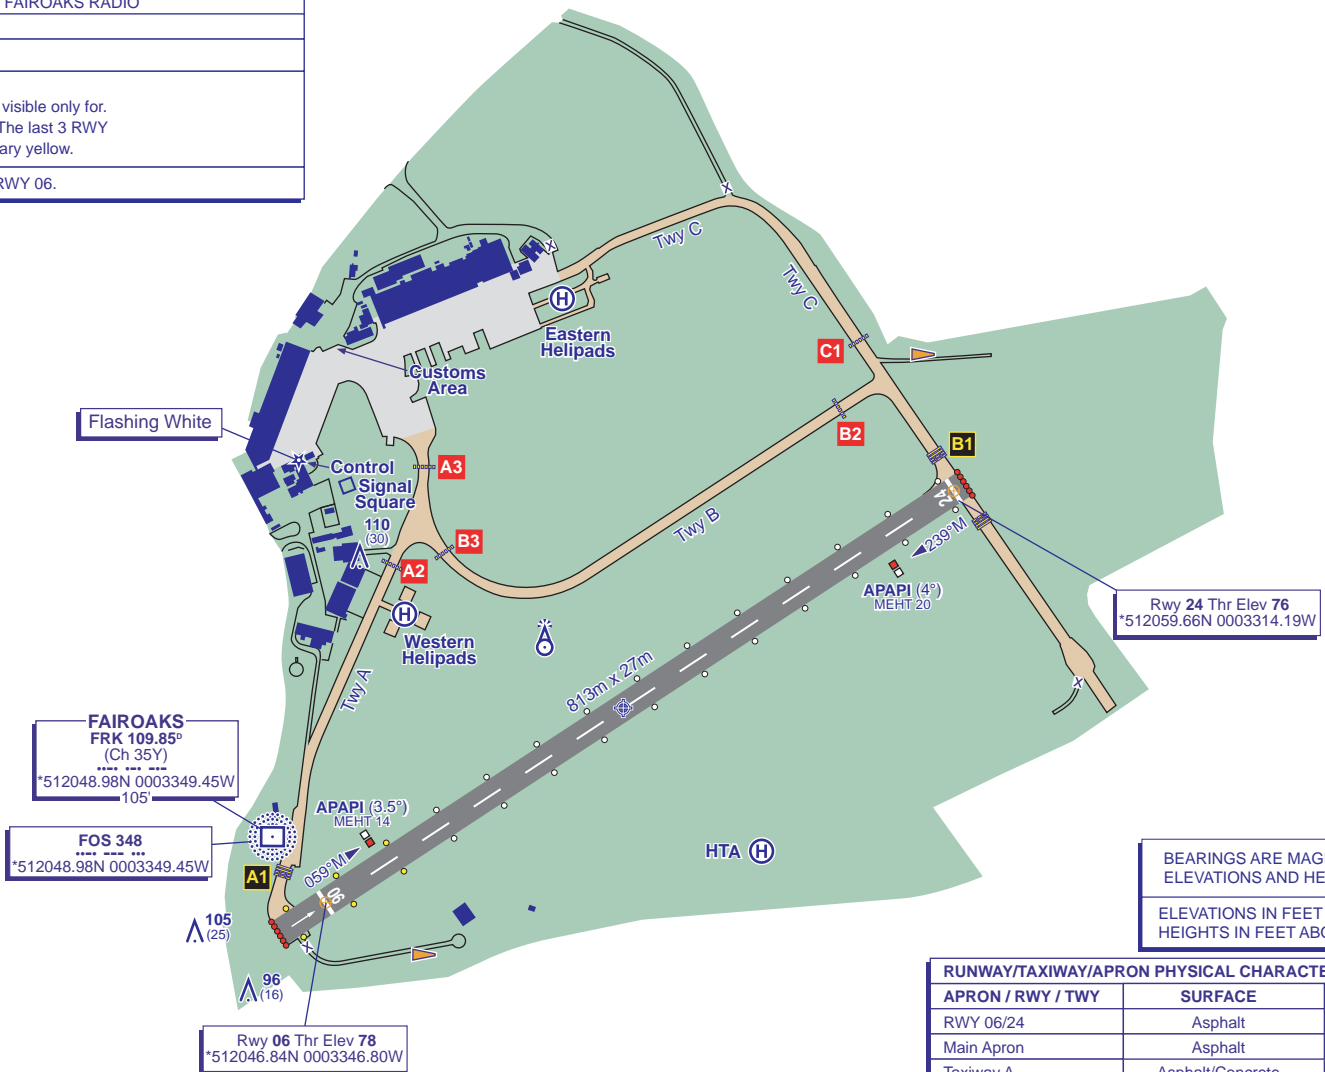 FAIROAKS RADIO
visible only for.
The last 3 RWY
ary yellow.
RWY 06.
Twy C
Twy C
Eastern
Helipads
Customs
Area
C1
Flashing White
B2
B1
Control
Signal
Square
A3
24
110
(30)
B3
A2
Twy B
239°M
APAPI (4°)
MEHT 20
Rwy 24 Thr Elev 76
*512059.66N 0003314.19W
H
H
Western
Helipads
Twy A
813m x 27m
FAIROAKS
FRK 109.85D
(Ch 35Y)
*512048.98N 0003349.45W
105'
APAPI (3.5°)
MEHT 14
FOS 348
*512048.98N 0003349.45W
059°M
A1
06
HTA H
105
(25)
96
(16)
Rwy 06 Thr Elev 78
*512046.84N 0003346.80W
BEARINGS ARE MAG
ELEVATIONS AND HE
ELEVATIONS IN FEET
HEIGHTS IN FEET ABO
RUNWAY/TAXIWAY/APRON PHYSICAL CHARACTE
APRON / RWY / TWY SURFACE
RWY 06/24 Asphalt
Main Apron Asphalt
Taxiway A Asphalt/Concrete